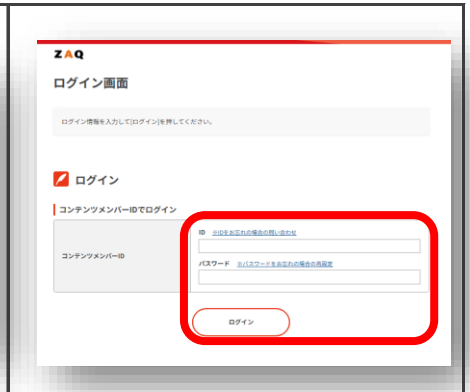 ZAQ
ログイン画面
ログイン情報を入力して[ログイン]を押してください。
ログイン
コンテンツメンバーIDでログイン
ID ※IDをお忘れの場合の問い合わせ
コンテンツメンバーID
パスワード ※パスワードをお忘れの場合の再設定
ログイン